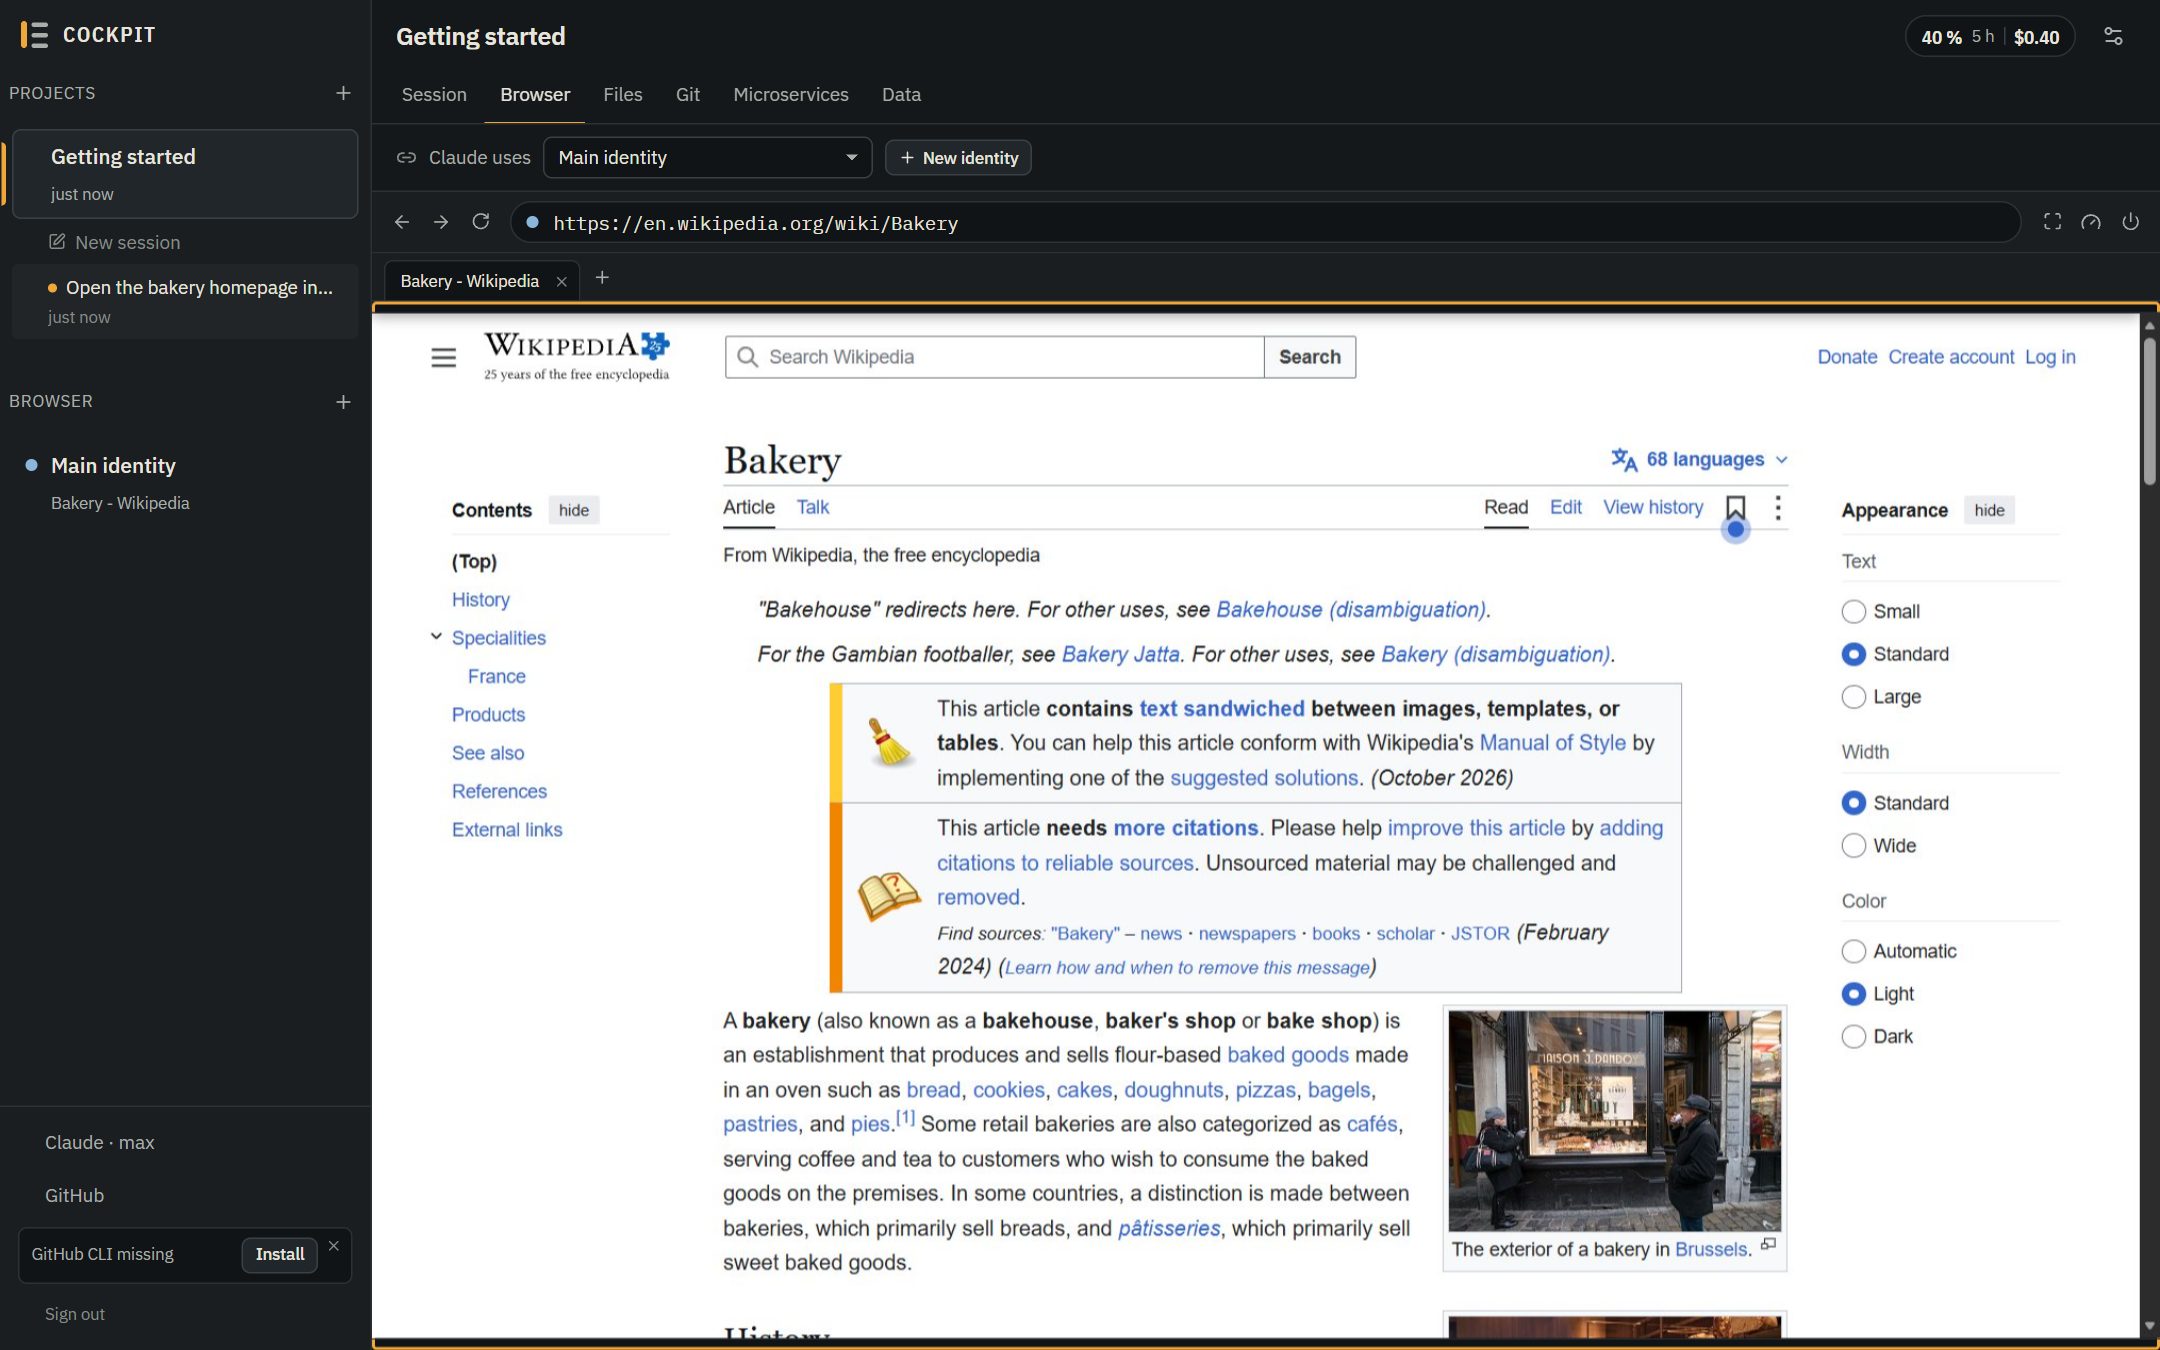 COCKPIT
PROJECTS
Getting started
just now
New session
Open the bakery homepage in...
just now
BROWSER
Main identity
Bakery - Wikipedia
Claude · max
GitHub
GitHub CLI missing
Install
Sign out
Getting started
40 % 5 h $0.40
Session Browser Files Git Microservices Data
Claude uses Main identity + New identity
https://en.wikipedia.org/wiki/Bakery
Bakery - Wikipedia
WIKIPEDIA 25
25 years of the free encyclopedia
Search Wikipedia Search
Donate Create account Log in
Contents hide
(Top)
History
Specialities
France
Products
See also
References
External links
Bakery
68 languages
Article Talk
Read Edit View history
From Wikipedia, the free encyclopedia
"Bakehouse" redirects here. For other uses, see Bakehouse (disambiguation).
For the Gambian footballer, see Bakery Jatta. For other uses, see Bakery (disambiguation).
This article contains text sandwiched between images, templates, or
tables. You can help this article conform with Wikipedia's Manual of Style by
implementing one of the suggested solutions. (October 2026)
This article needs more citations. Please help improve this article by adding
citations to reliable sources. Unsourced material may be challenged and
removed.
Find sources: "Bakery" – news · newspapers · books · scholar · JSTOR (February
2024) (Learn how and when to remove this message)
A bakery (also known as a bakehouse, baker's shop or bake shop) is
an establishment that produces and sells flour-based baked goods made
in an oven such as bread, cookies, cakes, doughnuts, pizzas, bagels,
pastries, and pies.[1] Some retail bakeries are also categorized as cafés,
serving coffee and tea to customers who wish to consume the baked
goods on the premises. In some countries, a distinction is made between
bakeries, which primarily sell breads, and pâtisseries, which primarily sell
sweet baked goods.
MAISON J.DANDOY
The exterior of a bakery in Brussels.
History
Appearance hide
Text
Small
Standard
Large
Width
Standard
Wide
Color
Automatic
Light
Dark